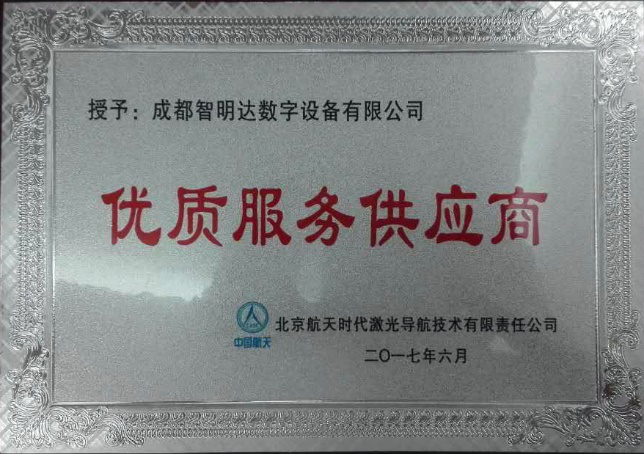 授予：成都智明达数字设备有限公司
优质服务供应商
中国航天
北京航天时代激光导航技术有限责任公司
二〇一七年六月